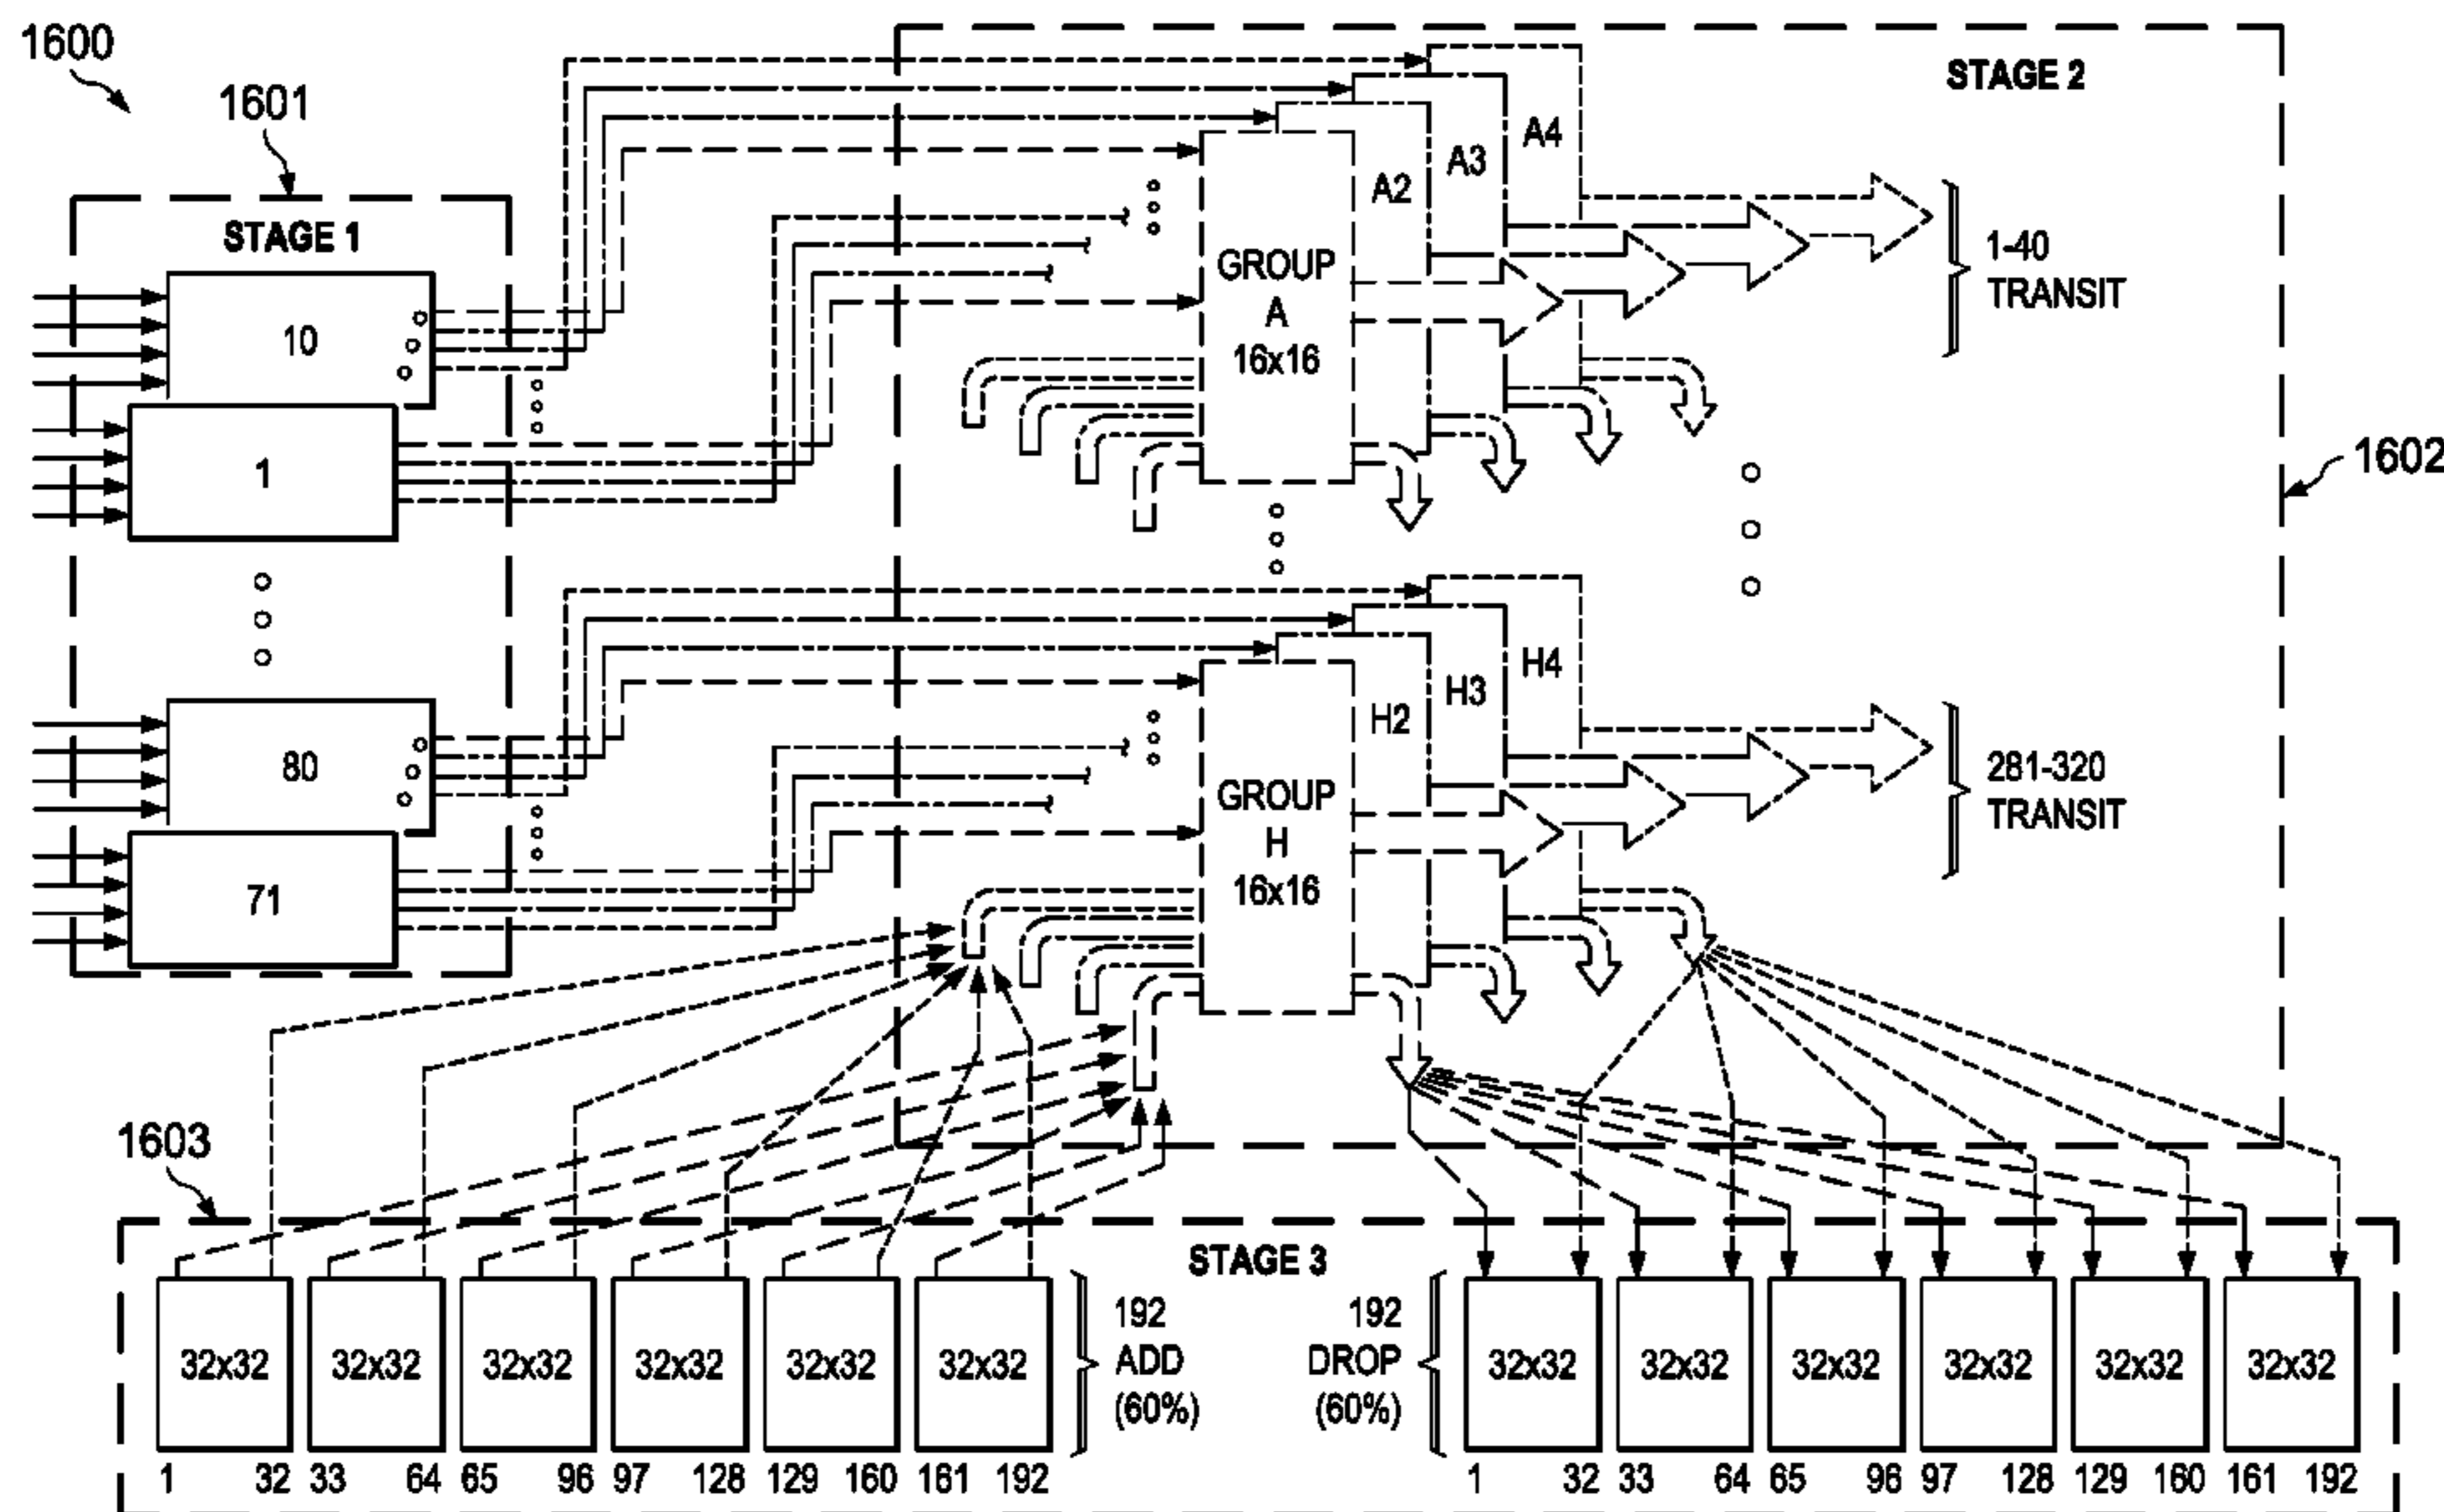 1600
1601
STAGE 1
10
1
80
71
STAGE 2
A4
A3
A2
GROUP
A
16x16
1-40
TRANSIT
1602
H4
H3
H2
GROUP
H
16x16
281-320
TRANSIT
1603
STAGE 3
32x32 32x32 32x32 32x32 32x32 32x32
192
ADD
(60%)
192
DROP
(60%)
32x32 32x32 32x32 32x32 32x32 32x32
1 32 33 64 65 96 97 128 129 160 161 192
1 32 33 64 65 96 97 128 129 160 161 192